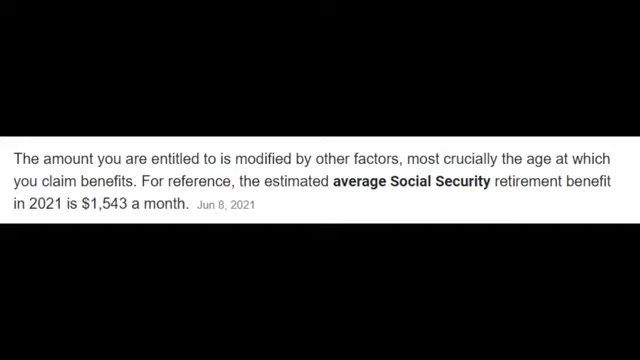 The amount you are entitled to is modified by other factors, most crucially the age at which
you claim benefits. For reference, the estimated average Social Security retirement benefit
in 2021 is $1,543 a month. Jun 8, 2021